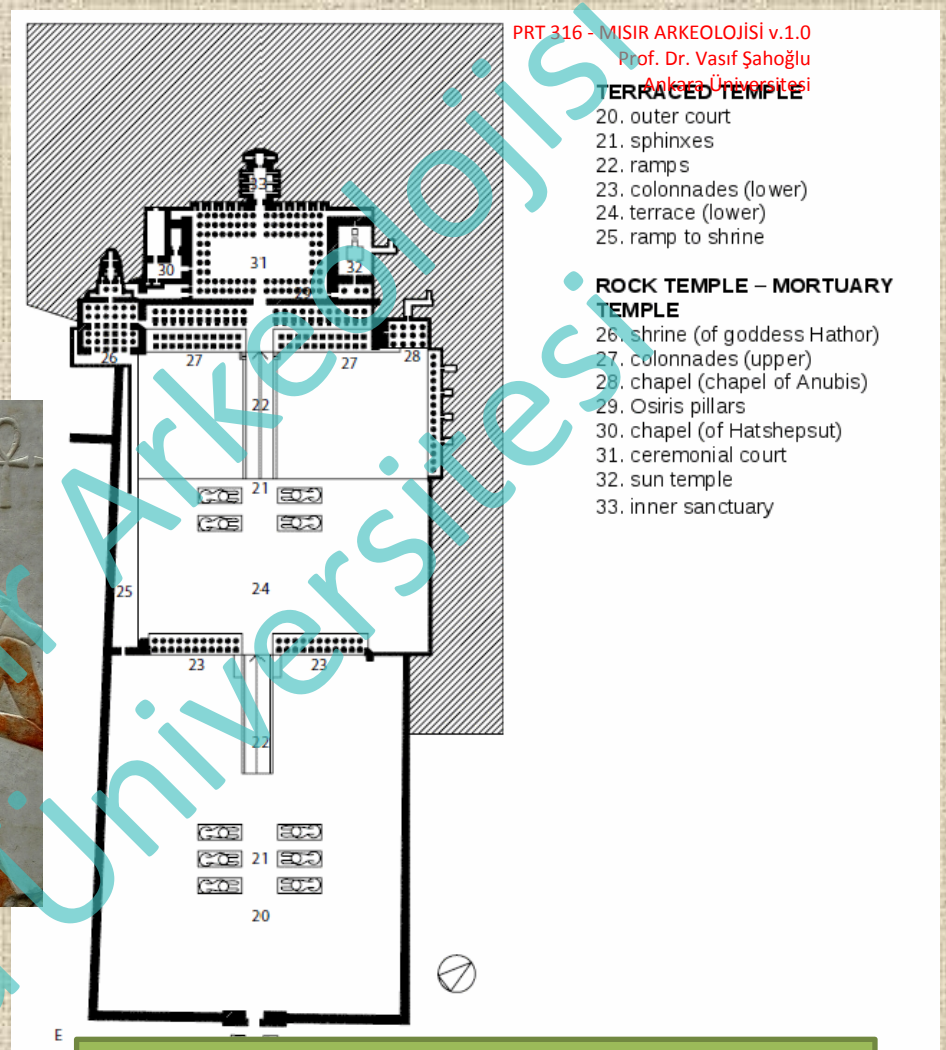 PRT 316 - MISIR ARKEOLOJİSİ v.1.0
Prof. Dr. Vasıf Şahoğlu
Ankara Üniversitesi
TERRACED TEMPLE
20. outer court
21. sphinxes
22. ramps
23. colonnades (lower)
24. terrace (lower)
25. ramp to shrine
ROCK TEMPLE – MORTUARY
TEMPLE
26. shrine (of goddess Hathor)
27. colonnades (upper)
28. chapel (chapel of Anubis)
29. Osiris pillars
30. chapel (of Hatshepsut)
31. ceremonial court
32. sun temple
33. inner sanctuary
33
30
31
32
29
26
27
27
28
22
21
25
24
23
23
22
21
20
E
Arkeolojisi
Üniversitesi